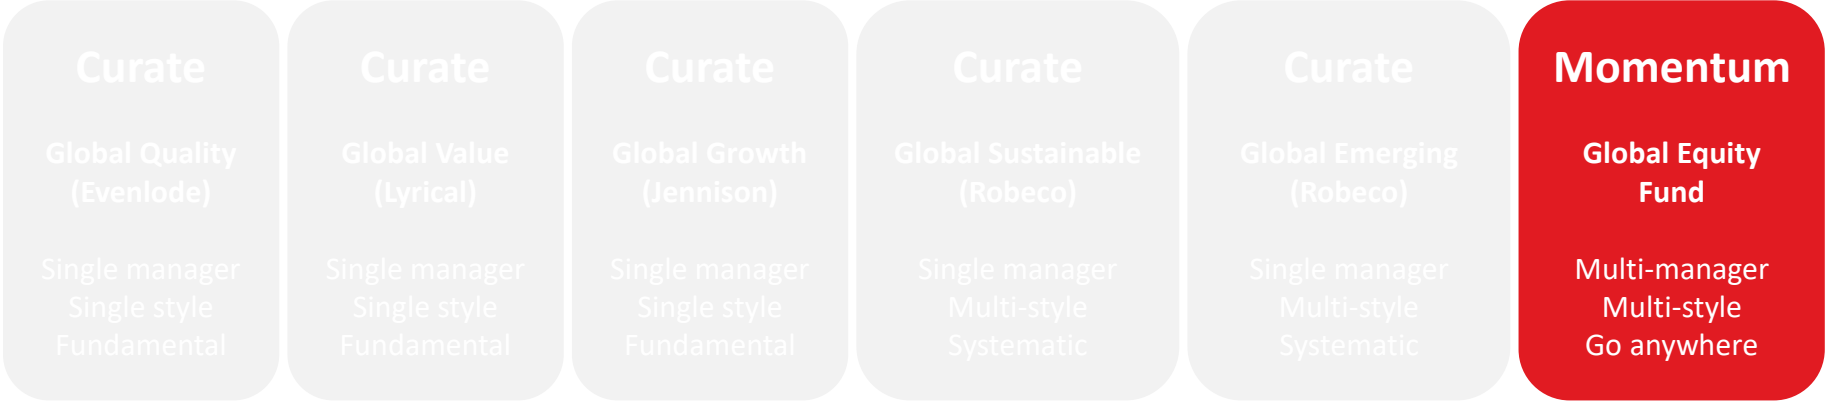 Curate
Global Quality
(Evenlode)
Single manager
Single style
Fundamental
Curate
Global Value
(Lyrical)
Single manager
Single style
Fundamental
Curate
Global Growth
(Jennison)
Single manager
Single style
Fundamental
Curate
Global Sustainable
(Robeco)
Single manager
Multi-style
Systematic
Curate
Global Emerging
(Robeco)
Single manager
Multi-style
Systematic
Momentum
Global Equity
Fund
Multi-manager
Multi-style
Go anywhere